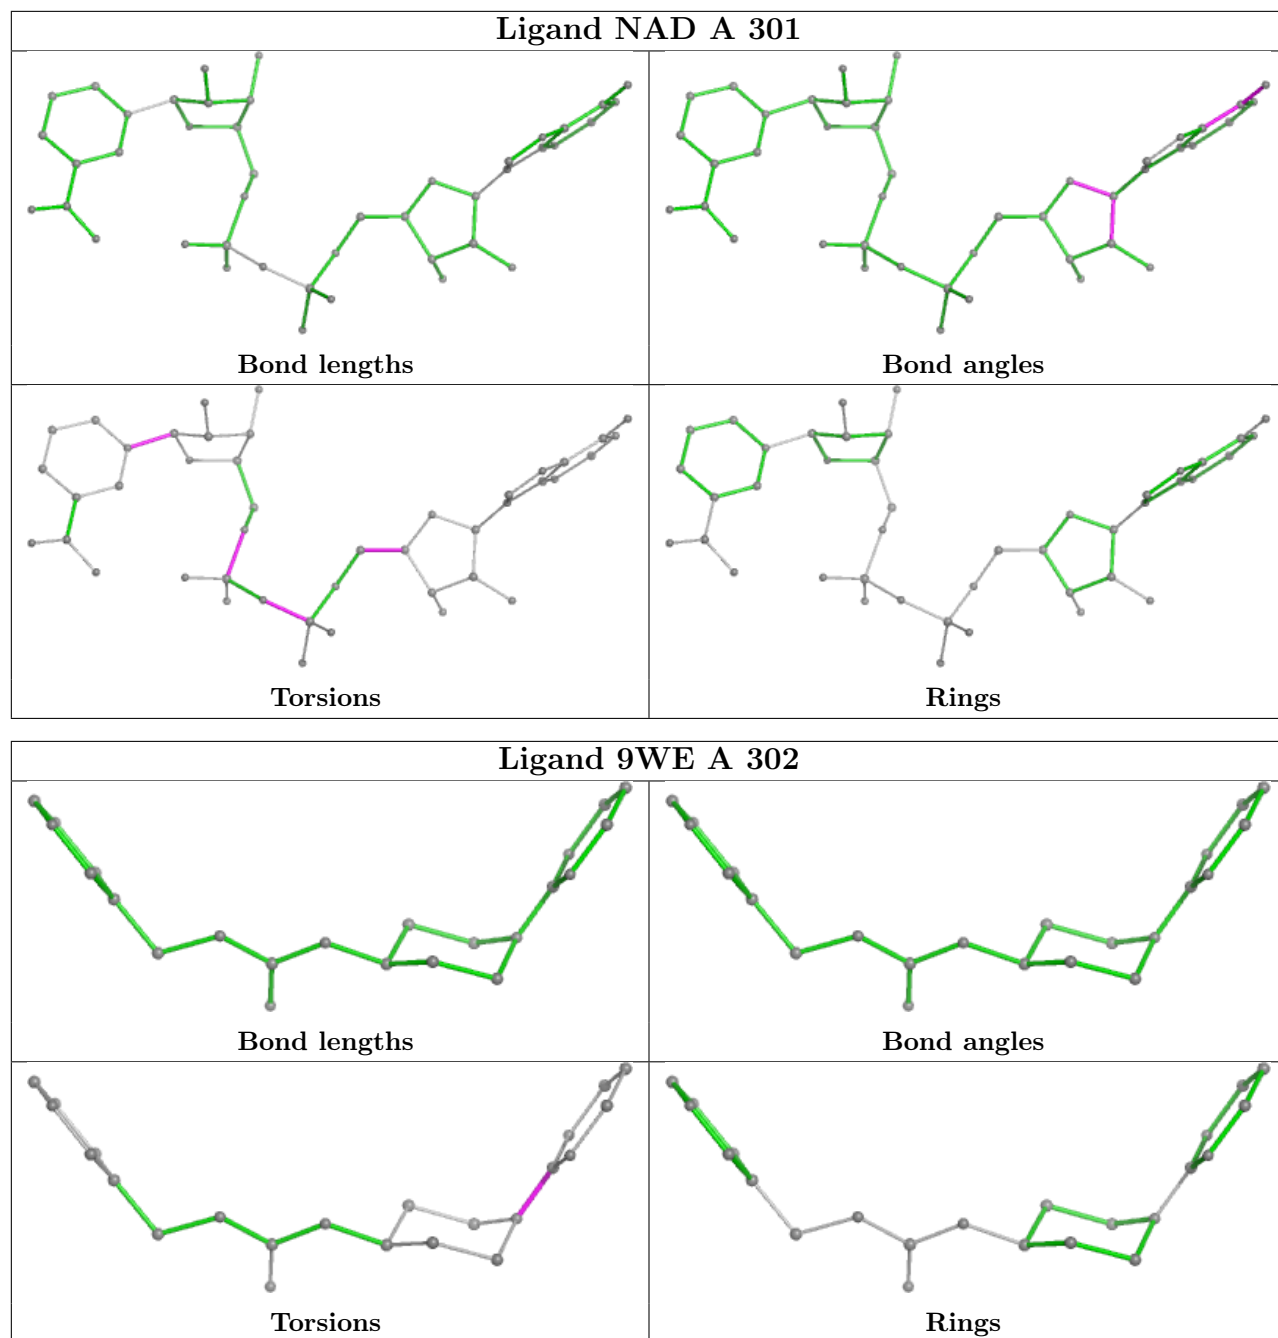 Ligand NAD A 301
Bond lengths
Bond angles
Torsions
Rings
Ligand 9WE A 302
Bond lengths
Bond angles
Torsions
Rings